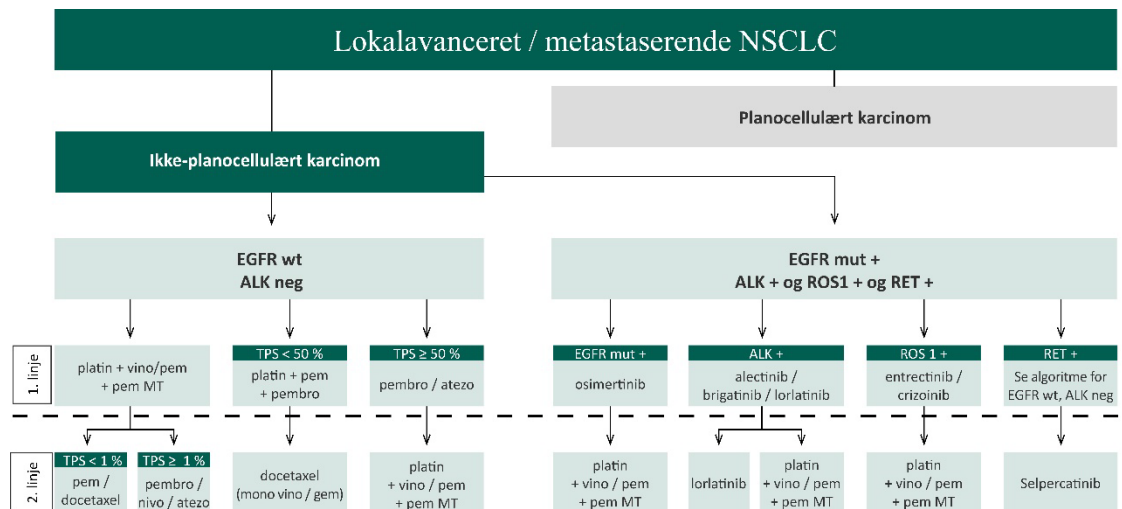 Lokalavanceret / metastaserende NSCLC
Planocellulært karcinom
Ikke-planocellulært karcinom
EGFR wt
ALK neg
EGFR mut +
ALK + og ROS1 + og RET +
1. linje
platin + vino/pem
+ pem MT
TPS < 50 %
platin + pem
+ pembro
TPS ≥ 50 %
pembro / atezo
EGFR mut +
osimertinib
ALK +
alectinib /
brigatinib / lorlatinib
ROS 1 +
entrectinib /
crizoinib
RET +
Se algoritme for
EGFR wt, ALK neg
2. linje
TPS < 1 %
pem /
docetaxel
TPS ≥ 1 %
pembro /
nivo / atezo
docetaxel
(mono vino / gem)
platin
+ vino / pem
+ pem MT
platin
+ vino / pem
+ pem MT
lorlatinib
platin
+ vino / pem
+ pem MT
platin
+ vino / pem
+ pem MT
Selpercatinib